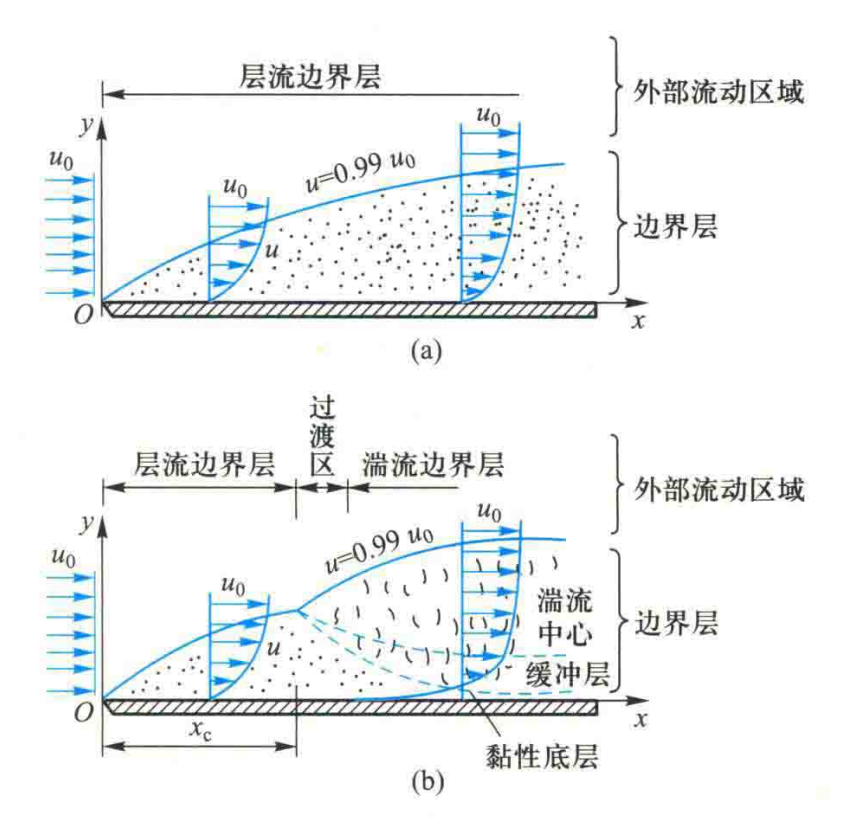 层流边界层
外部流动区域
y
u₀
u₀
u=0.99 u₀
u₀
u
边界层
O
x
(a)
过渡区
层流边界层
湍流边界层
外部流动区域
y
u₀
u₀
u=0.99 u₀
u₀
u
湍流
中心
边界层
缓冲层
O
x
x_c
黏性底层
(b)